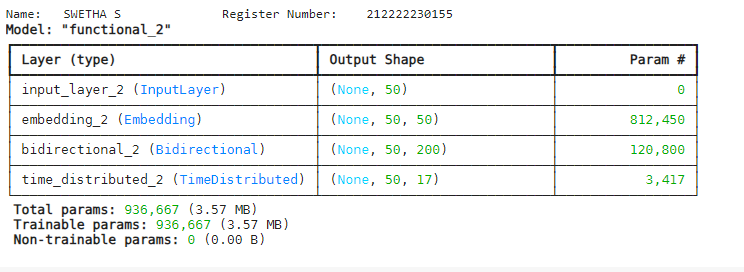 Name: SWETHA S Register Number: 212222230155
Model: "functional_2"
Layer (type) Output Shape Param #
input_layer_2 (InputLayer) (None, 50) 0
embedding_2 (Embedding) (None, 50, 50) 812,450
bidirectional_2 (Bidirectional) (None, 50, 200) 120,800
time_distributed_2 (TimeDistributed) (None, 50, 17) 3,417
Total params: 936,667 (3.57 MB)
Trainable params: 936,667 (3.57 MB)
Non-trainable params: 0 (0.00 B)